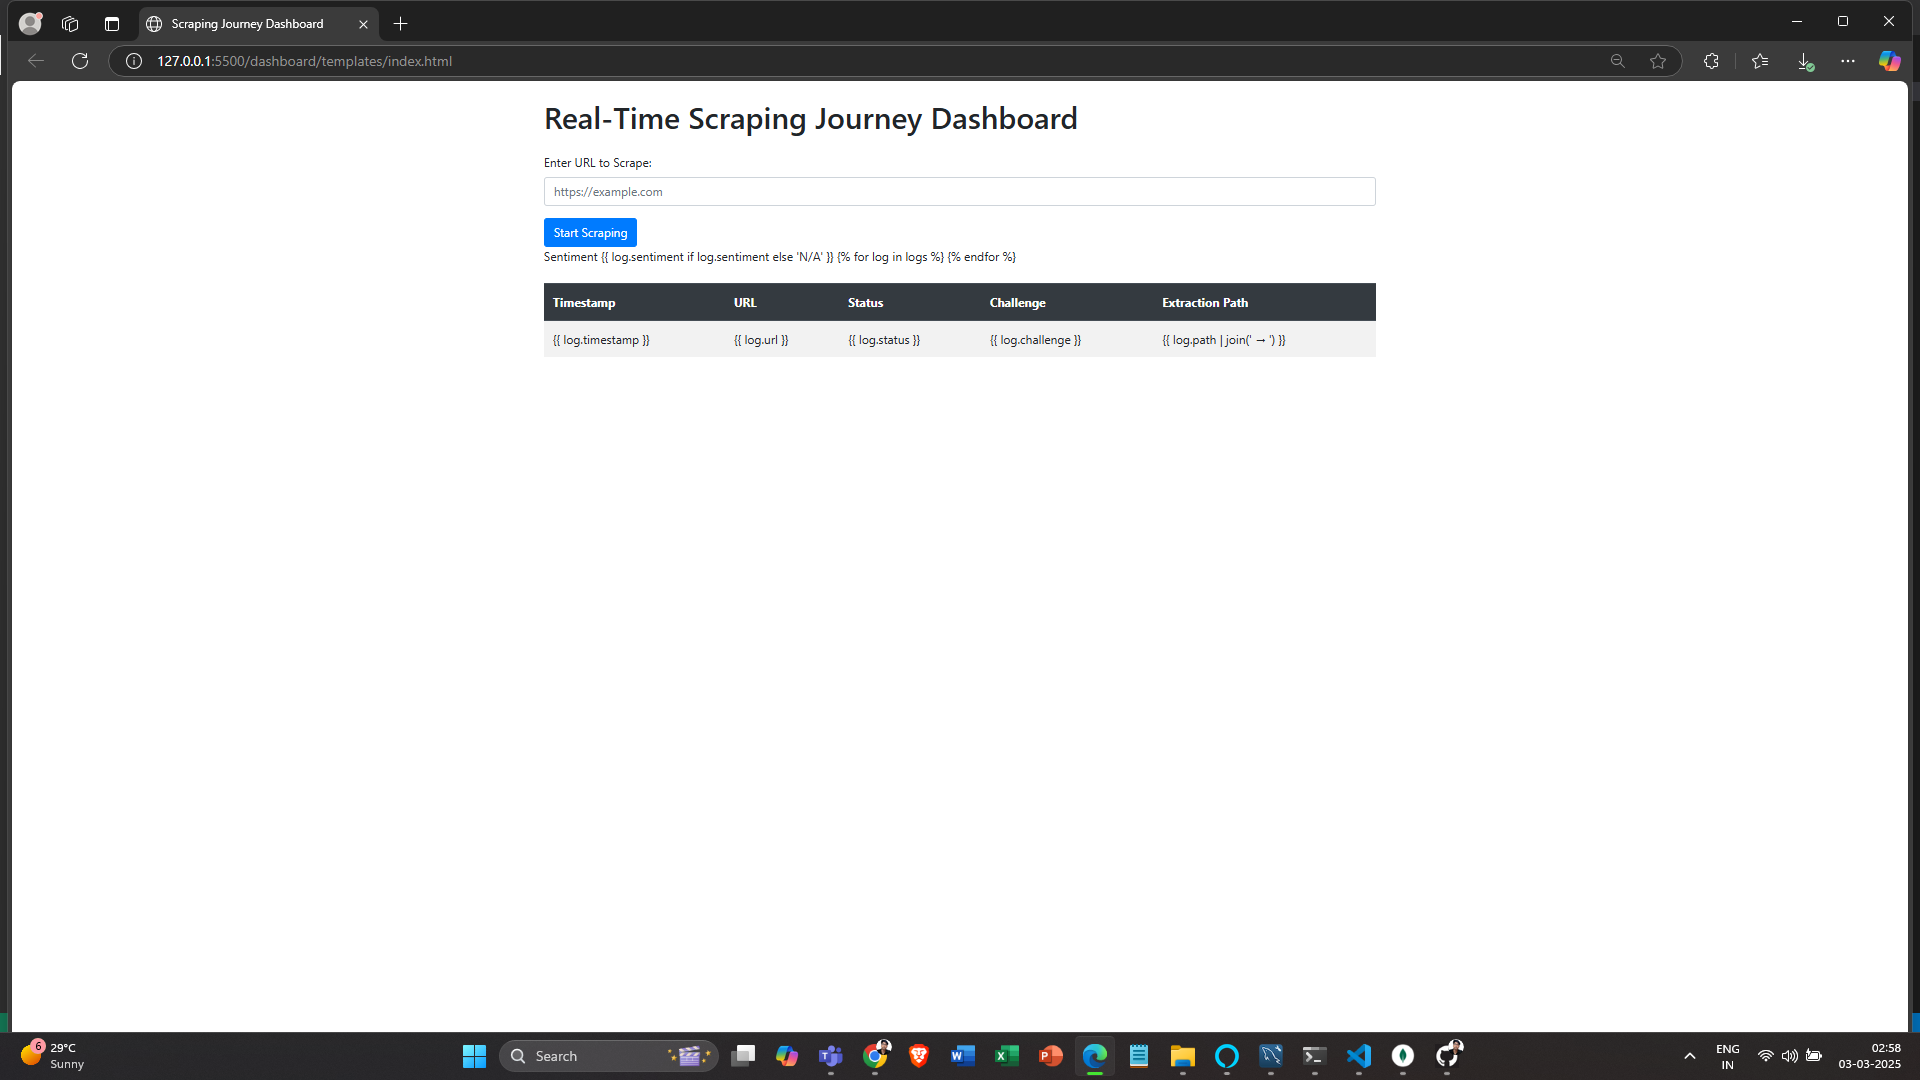 Scraping Journey Dashboard
127.0.0.1:5500/dashboard/templates/index.html
Real-Time Scraping Journey Dashboard
Enter URL to Scrape:
https://example.com
Start Scraping
Sentiment {{ log.sentiment if log.sentiment else 'N/A' }} {% for log in logs %} {% endfor %}
Timestamp URL Status Challenge Extraction Path
{{ log.timestamp }} {{ log.url }} {{ log.status }} {{ log.challenge }} {{ log.path | join(' → ') }}
6
29°C
Sunny
Search
ENG
IN
02:58
03-03-2025